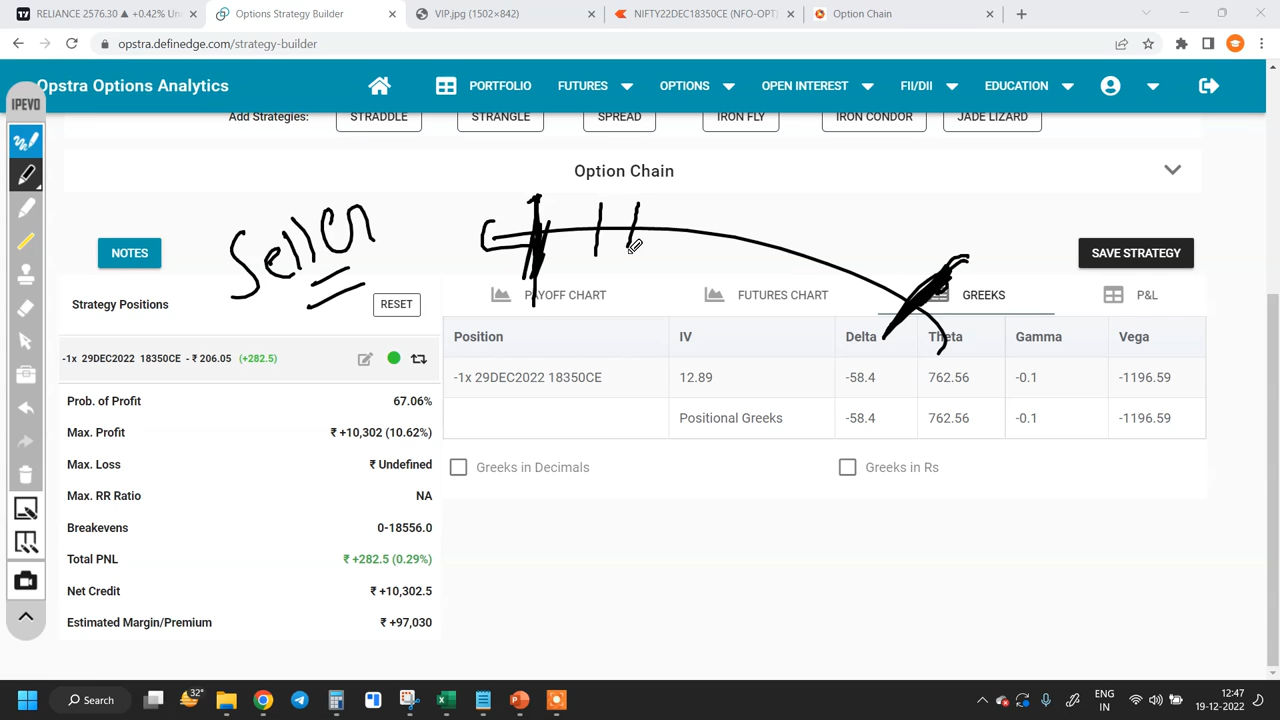 RELIANCE 2576.30 ▲ +0.42% Un
Options Strategy Builder
VIP.jpg (1502×842)
NIFTY22DEC18350CE (NFO-OPT)
Option Chain
opstra.definedge.com/strategy-builder
IPEVO
Opstra Options Analytics
PORTFOLIO
FUTURES
OPTIONS
OPEN INTEREST
FII/DII
EDUCATION
Add Strategies:
STRADDLE
STRANGLE
SPREAD
IRON FLY
IRON CONDOR
JADE LIZARD
Option Chain
Seller
NOTES
SAVE STRATEGY
Strategy Positions
RESET
PAYOFF CHART
FUTURES CHART
GREEKS
P&L
Position IV Delta Theta Gamma Vega
-1x 29DEC2022 18350CE - ₹ 206.05 (+282.5)
-1x 29DEC2022 18350CE 12.89 -58.4 762.56 -0.1 -1196.59
Positional Greeks -58.4 762.56 -0.1 -1196.59
Greeks in Decimals
Greeks in Rs
Prob. of Profit 67.06%
Max. Profit ₹ +10,302 (10.62%)
Max. Loss ₹ Undefined
Max. RR Ratio NA
Breakevens 0-18556.0
Total PNL ₹ +282.5 (0.29%)
Net Credit ₹ +10,302.5
Estimated Margin/Premium ₹ +97,030
32°
Search
ENG
IN
12:47
19-12-2022